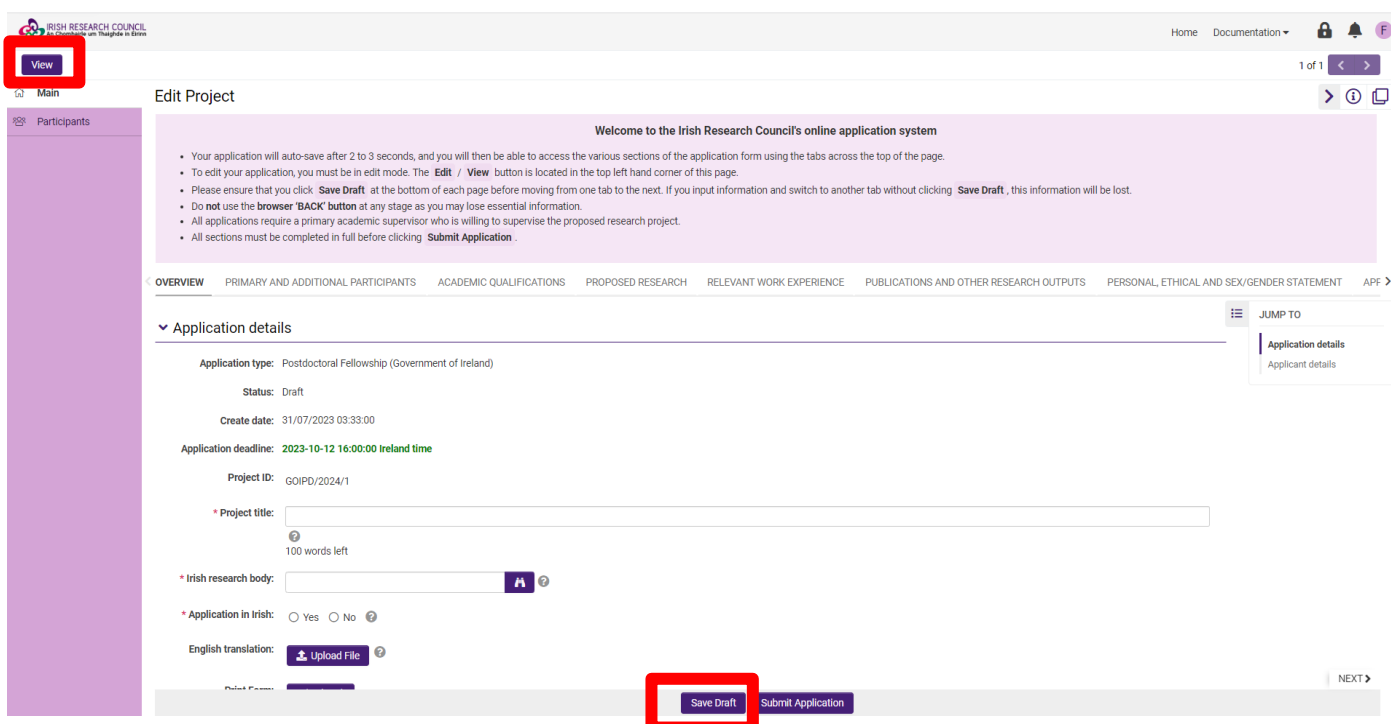 IRISH RESEARCH COUNCIL
An Chomhairle um Thaighde in Éirinn
Home Documentation F
View
1 of 1
Main
Edit Project
Participants
Welcome to the Irish Research Council's online application system
• Your application will auto-save after 2 to 3 seconds, and you will then be able to access the various sections of the application form using the tabs across the top of the page.
• To edit your application, you must be in edit mode. The Edit / View button is located in the top left hand corner of this page.
• Please ensure that you click Save Draft at the bottom of each page before moving from one tab to the next. If you input information and switch to another tab without clicking Save Draft , this information will be lost.
• Do not use the browser 'BACK' button at any stage as you may lose essential information.
• All applications require a primary academic supervisor who is willing to supervise the proposed research project.
• All sections must be completed in full before clicking Submit Application .
OVERVIEW PRIMARY AND ADDITIONAL PARTICIPANTS ACADEMIC QUALIFICATIONS PROPOSED RESEARCH RELEVANT WORK EXPERIENCE PUBLICATIONS AND OTHER RESEARCH OUTPUTS PERSONAL, ETHICAL AND SEX/GENDER STATEMENT
JUMP TO
Application details
Application details
Applicant details
Application type: Postdoctoral Fellowship (Government of Ireland)
Status: Draft
Create date: 31/07/2023 03:33:00
Application deadline: 2023-10-12 16:00:00 Ireland time
Project ID: GOIPD/2024/1
* Project title:
100 words left
* Irish research body:
* Application in Irish: Yes No
English translation: Upload File
Print Form:
NEXT
Save Draft Submit Application